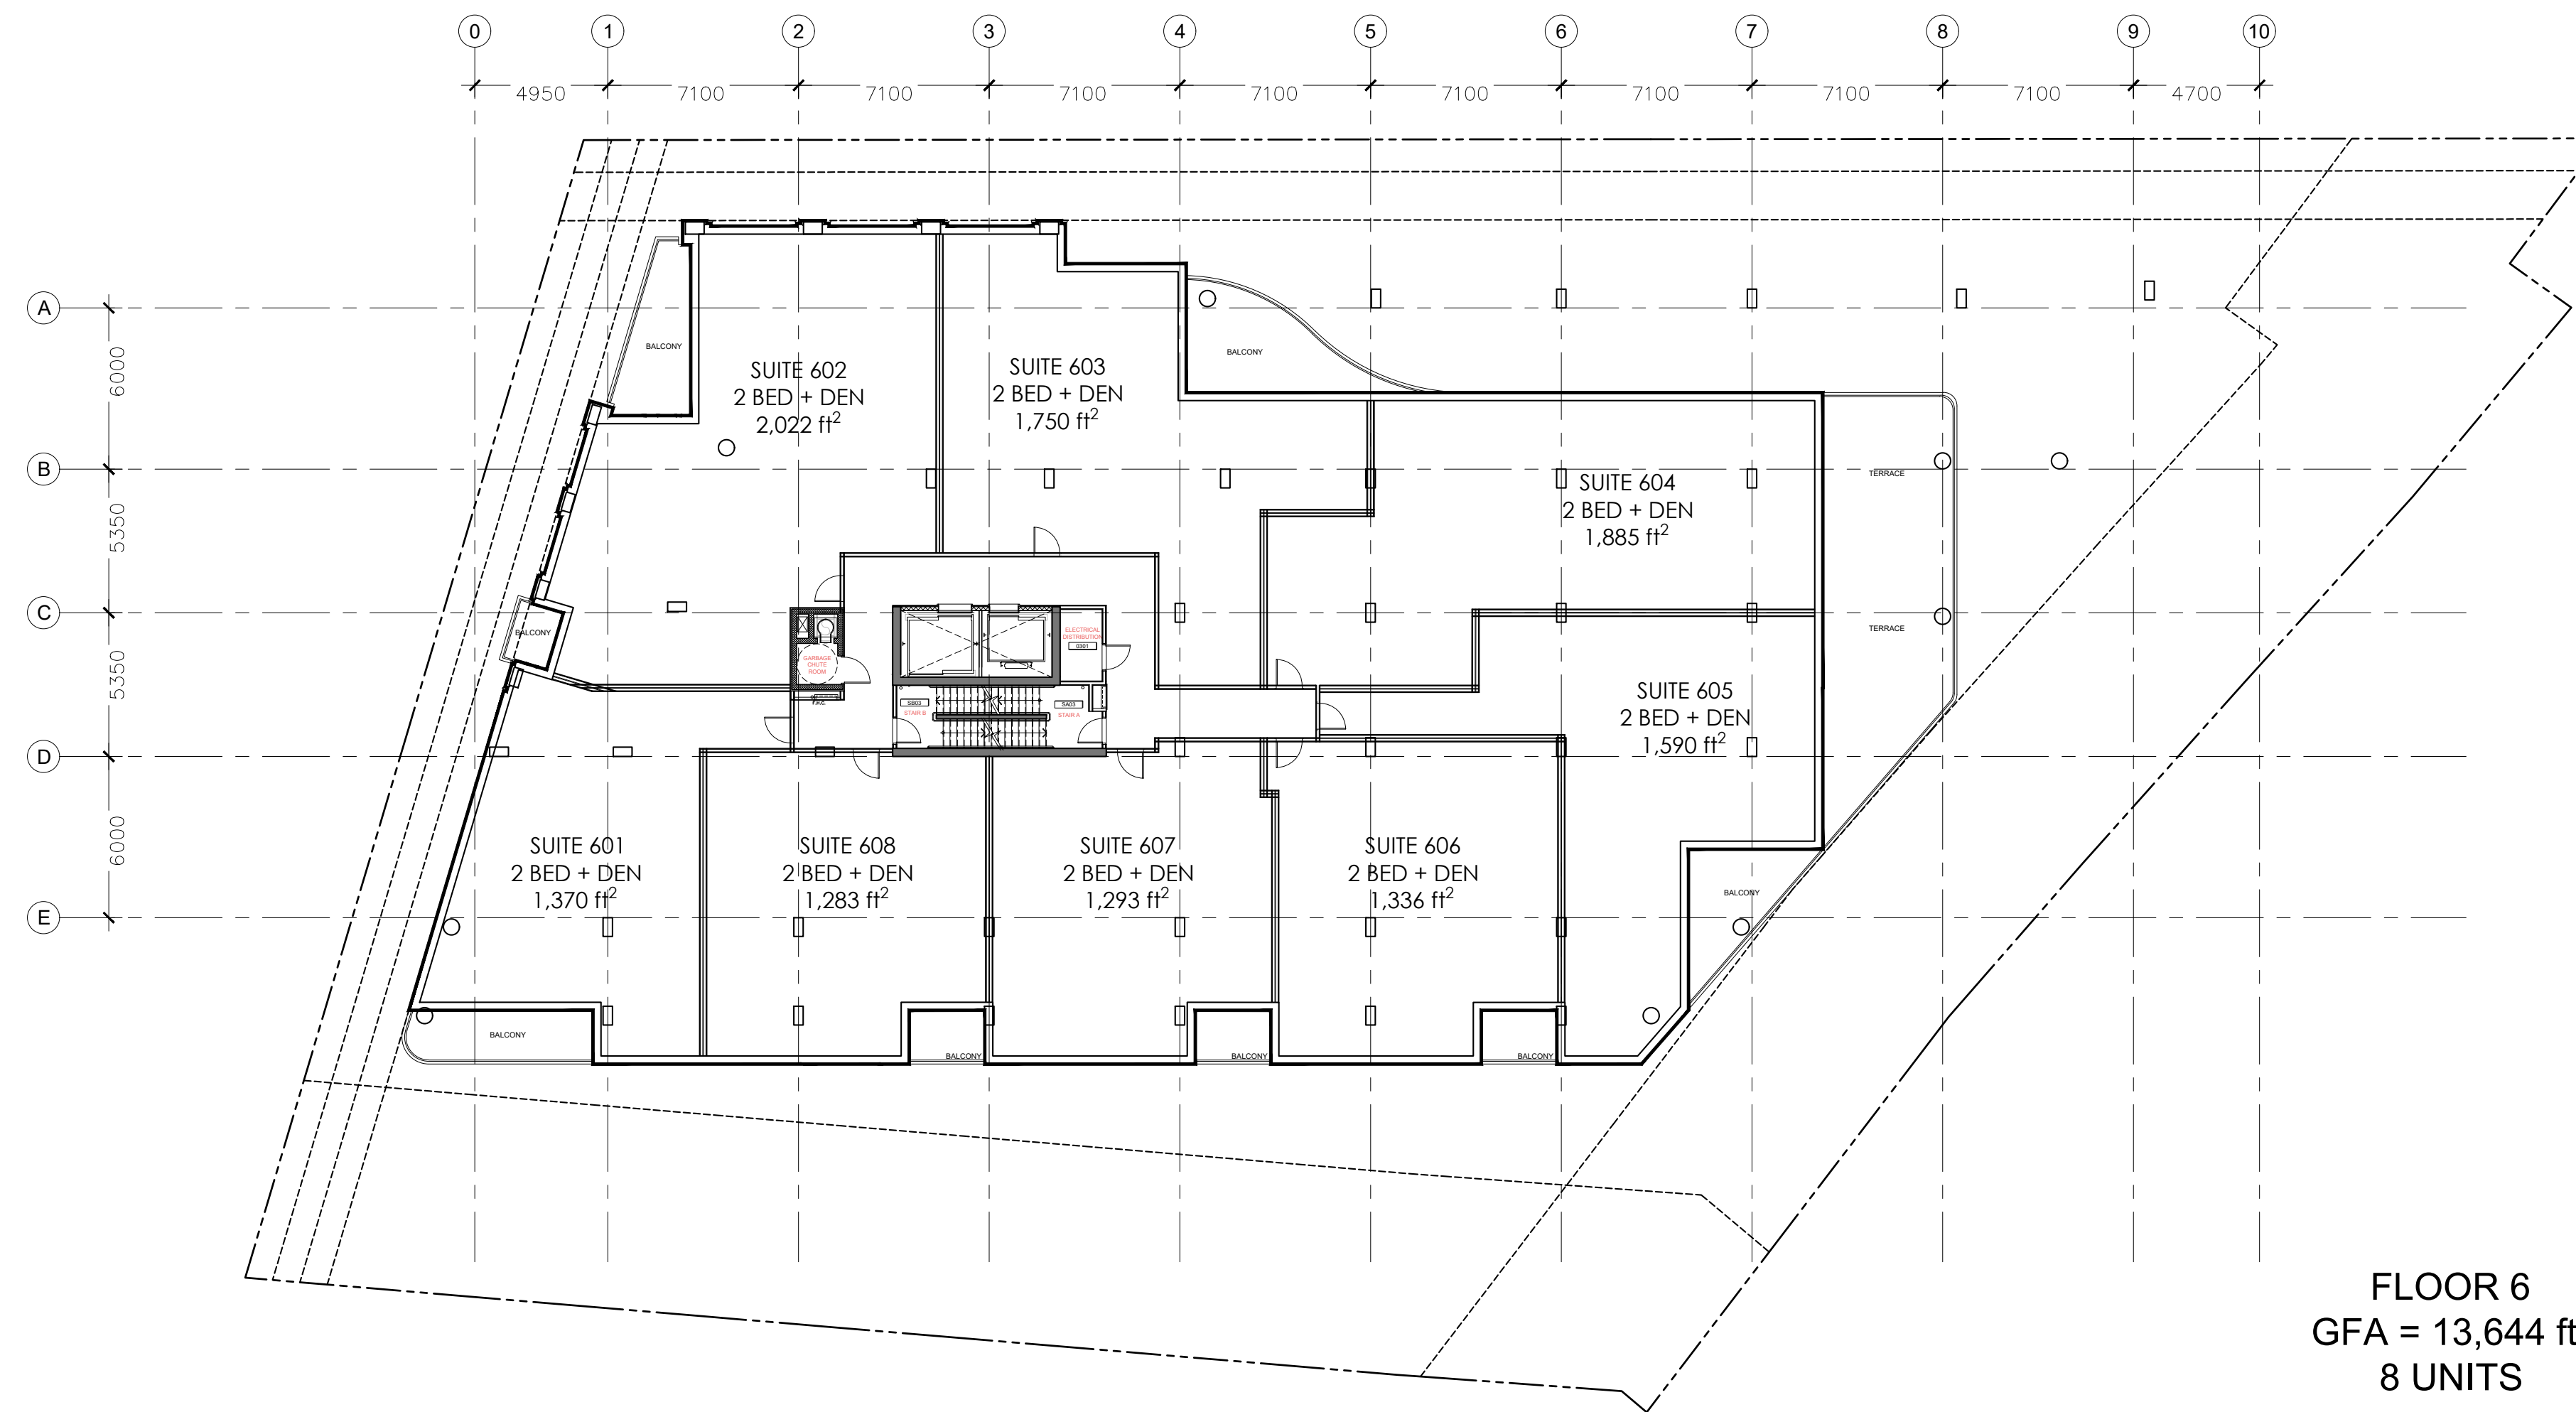 0 1 2 3 4 5 6 7 8 9 10
4950 7100 7100 7100 7100 7100 7100 7100 7100 4700
A
B
C
D
E
6000
5350
5350
6000
BALCONY
SUITE 602
2 BED + DEN
2,022 ft²
SUITE 603
2 BED + DEN
1,750 ft²
BALCONY
SUITE 604
2 BED + DEN
1,885 ft²
TERRACE
TERRACE
BALCONY
GARBAGE
CHUTE
ROOM
F.H.C.
ELECTRICAL
DISTRIBUTION
0301
SB03
STAIR B
SA03
STAIR A
SUITE 605
2 BED + DEN
1,590 ft²
SUITE 601
2 BED + DEN
1,370 ft²
SUITE 608
2 BED + DEN
1,283 ft²
SUITE 607
2 BED + DEN
1,293 ft²
SUITE 606
2 BED + DEN
1,336 ft²
BALCONY
BALCONY
BALCONY
BALCONY
BALCONY
FLOOR 6
GFA = 13,644 ft
8 UNITS